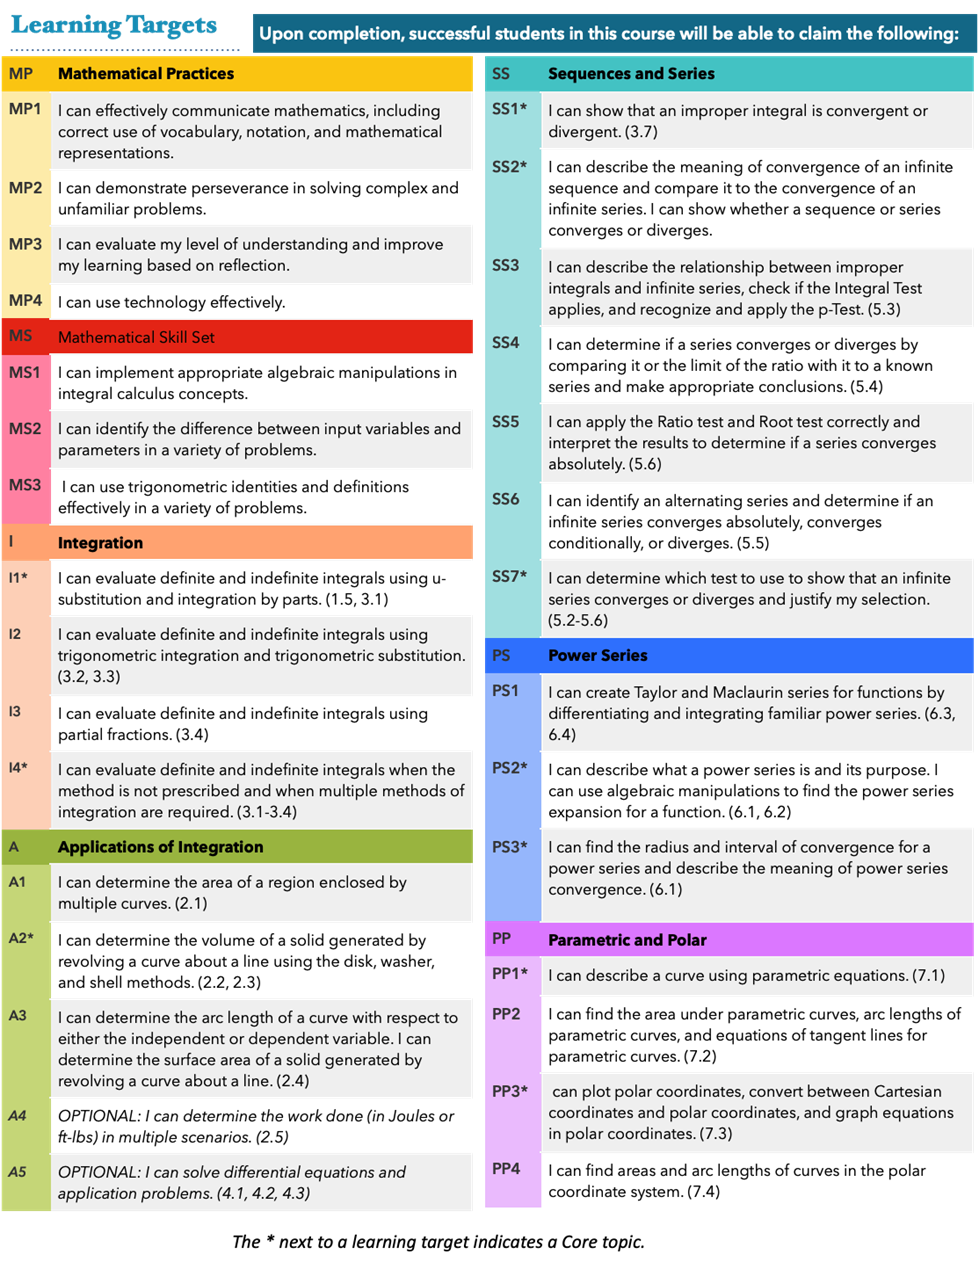 Learning Targets
Upon completion, successful students in this course will be able to claim the following:
MP Mathematical Practices
MP1 I can effectively communicate mathematics, including
correct use of vocabulary, notation, and mathematical
representations.
MP2 I can demonstrate perseverance in solving complex and
unfamiliar problems.
MP3 I can evaluate my level of understanding and improve
my learning based on reflection.
MP4 I can use technology effectively.
MS Mathematical Skill Set
MS1 I can implement appropriate algebraic manipulations in
integral calculus concepts.
MS2 I can identify the difference between input variables and
parameters in a variety of problems.
MS3 I can use trigonometric identities and definitions
effectively in a variety of problems.
I Integration
I1* I can evaluate definite and indefinite integrals using u-
substitution and integration by parts. (1.5, 3.1)
I2 I can evaluate definite and indefinite integrals using
trigonometric integration and trigonometric substitution.
(3.2, 3.3)
I3 I can evaluate definite and indefinite integrals using
partial fractions. (3.4)
I4* I can evaluate definite and indefinite integrals when the
method is not prescribed and when multiple methods of
integration are required. (3.1-3.4)
A Applications of Integration
A1 I can determine the area of a region enclosed by
multiple curves. (2.1)
A2* I can determine the volume of a solid generated by
revolving a curve about a line using the disk, washer,
and shell methods. (2.2, 2.3)
A3 I can determine the arc length of a curve with respect to
either the independent or dependent variable. I can
determine the surface area of a solid generated by
revolving a curve about a line. (2.4)
A4 OPTIONAL: I can determine the work done (in Joules or
ft-lbs) in multiple scenarios. (2.5)
A5 OPTIONAL: I can solve differential equations and
application problems. (4.1, 4.2, 4.3)
SS Sequences and Series
SS1* I can show that an improper integral is convergent or
divergent. (3.7)
SS2* I can describe the meaning of convergence of an infinite
sequence and compare it to the convergence of an
infinite series. I can show whether a sequence or series
converges or diverges.
SS3 I can describe the relationship between improper
integrals and infinite series, check if the Integral Test
applies, and recognize and apply the p-Test. (5.3)
SS4 I can determine if a series converges or diverges by
comparing it or the limit of the ratio with it to a known
series and make appropriate conclusions. (5.4)
SS5 I can apply the Ratio test and Root test correctly and
interpret the results to determine if a series converges
absolutely. (5.6)
SS6 I can identify an alternating series and determine if an
infinite series converges absolutely, converges
conditionally, or diverges. (5.5)
SS7* I can determine which test to use to show that an infinite
series converges or diverges and justify my selection.
(5.2-5.6)
PS Power Series
PS1 I can create Taylor and Maclaurin series for functions by
differentiating and integrating familiar power series. (6.3,
6.4)
PS2* I can describe what a power series is and its purpose. I
can use algebraic manipulations to find the power series
expansion for a function. (6.1, 6.2)
PS3* I can find the radius and interval of convergence for a
power series and describe the meaning of power series
convergence. (6.1)
PP Parametric and Polar
PP1* I can describe a curve using parametric equations. (7.1)
PP2 I can find the area under parametric curves, arc lengths of
parametric curves, and equations of tangent lines for
parametric curves. (7.2)
PP3* can plot polar coordinates, convert between Cartesian
coordinates and polar coordinates, and graph equations
in polar coordinates. (7.3)
PP4 I can find areas and arc lengths of curves in the polar
coordinate system. (7.4)
The * next to a learning target indicates a Core topic.